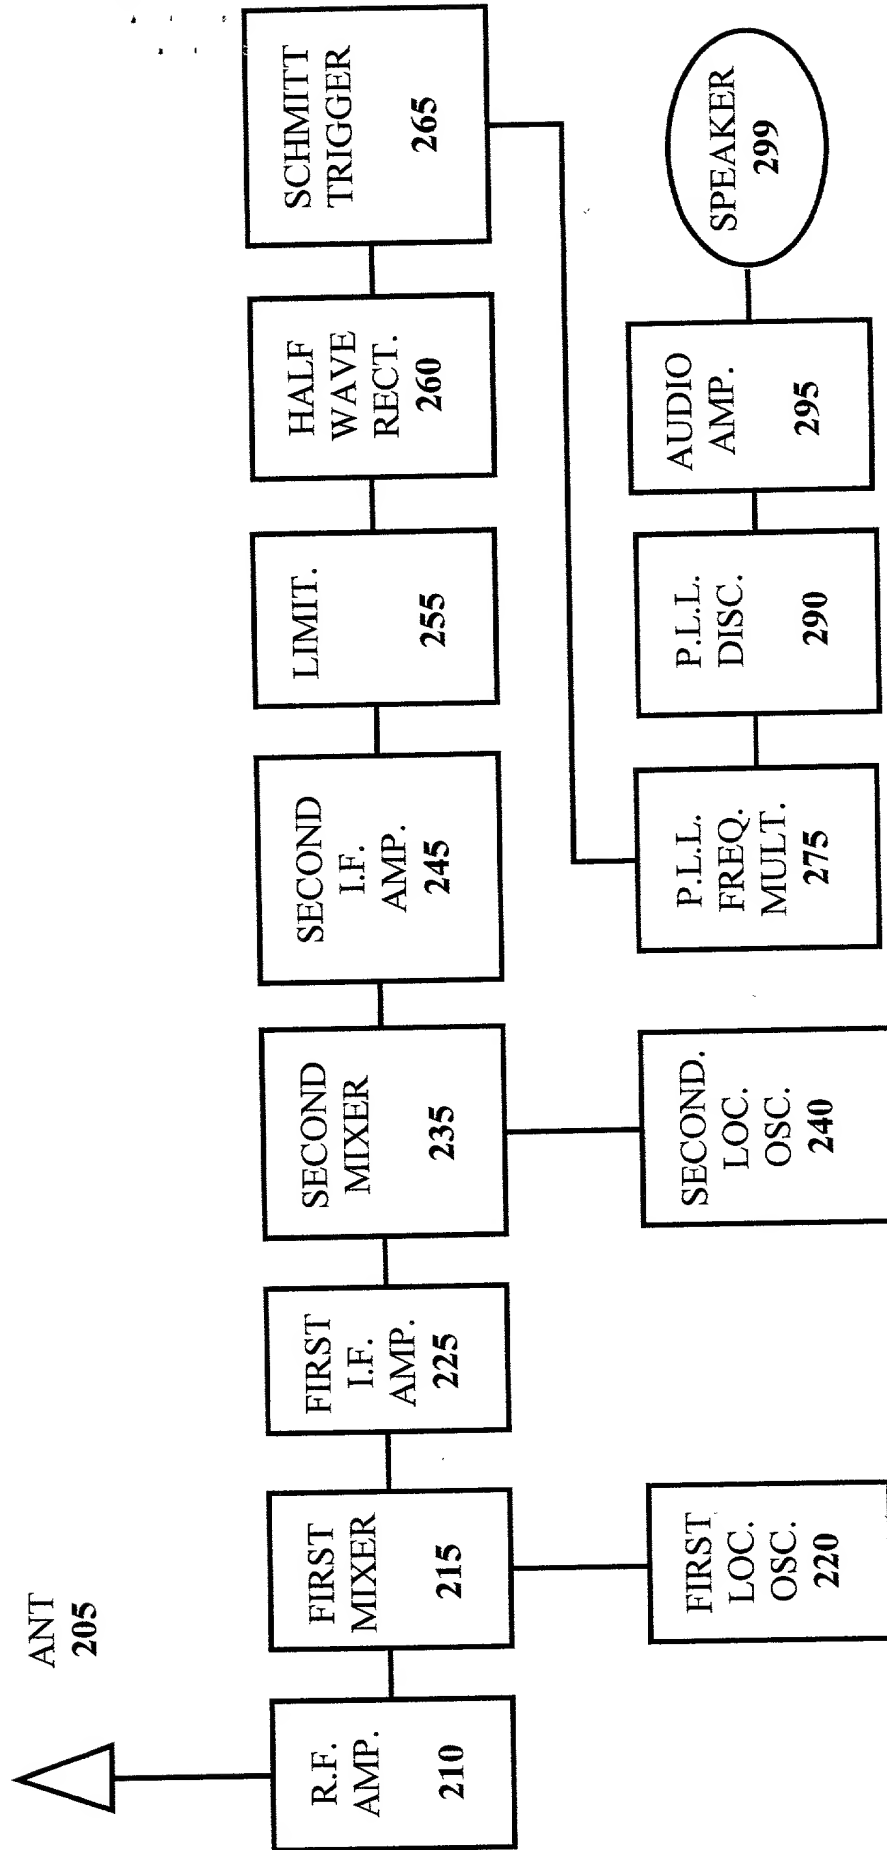 ANT
205
R.F.
AMP.
210
FIRST
MIXER
215
FIRST
I.F.
AMP.
225
SECOND
MIXER
235
SECOND
I.F.
AMP.
245
LIMIT.
255
HALF
WAVE
RECT.
260
SCHMITT
TRIGGER
265
FIRST
LOC.
OSC.
220
SECOND.
LOC.
OSC.
240
P.L.L.
FREQ.
MULT.
275
P.L.L.
DISC.
290
AUDIO
AMP.
295
SPEAKER
299